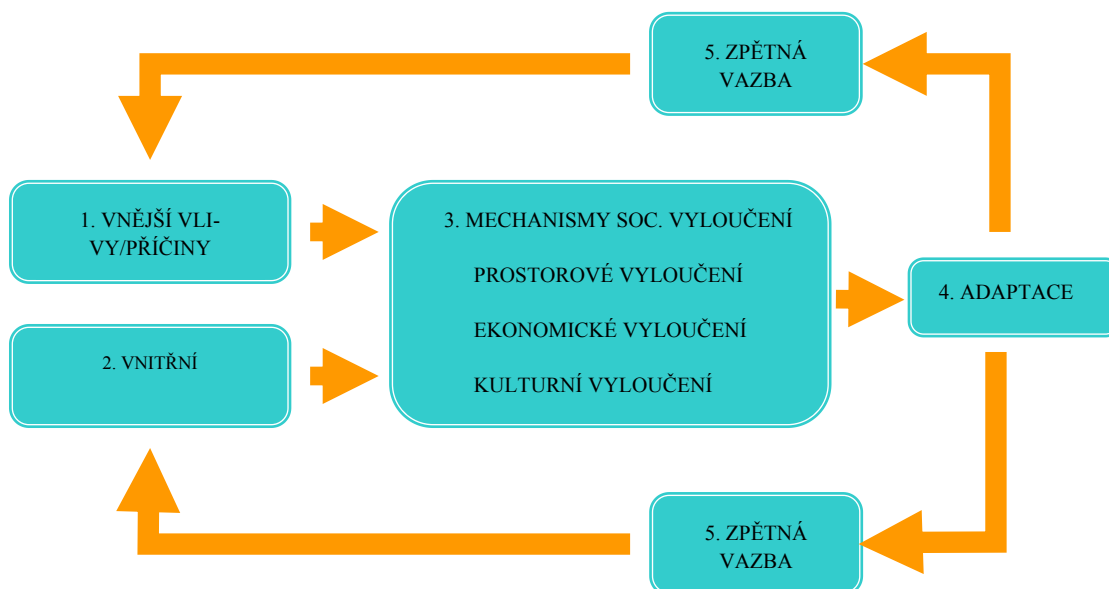 5. ZPĚTNÁ
VAZBA
1. VNĚJŠÍ VLI-
VY/PŘÍČINY
3. MECHANISMY SOC. VYLOUČENÍ
PROSTOROVÉ VYLOUČENÍ
EKONOMICKÉ VYLOUČENÍ
KULTURNÍ VYLOUČENÍ
4. ADAPTACE
2. VNITŘNÍ
5. ZPĚTNÁ
VAZBA